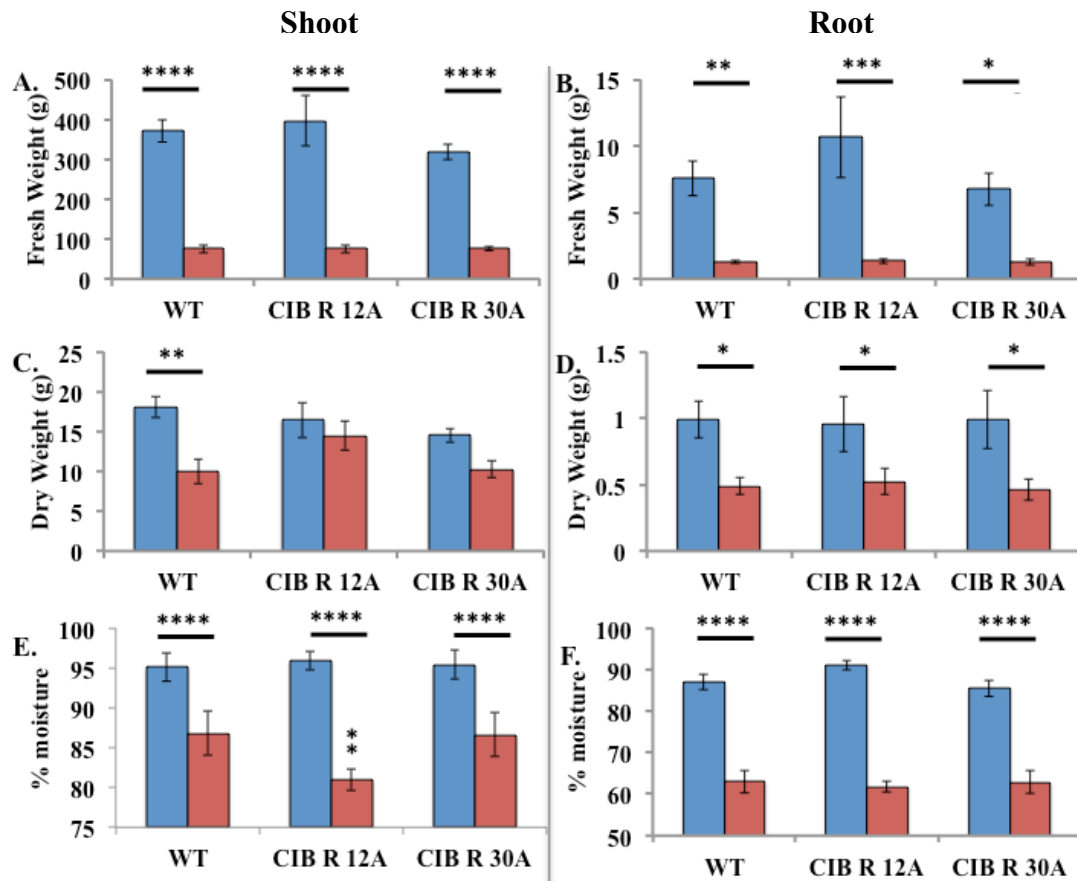 Shoot
Root
A.
****
****
****
Fresh Weight (g)
500
400
300
200
100
0
WT
CIB R 12A
CIB R 30A
B.
**
***
*
Fresh Weight (g)
15
10
5
0
WT
CIB R 12A
CIB R 30A
C.
**
Dry Weight (g)
25
20
15
10
5
0
WT
CIB R 12A
CIB R 30A
D.
*
*
*
Dry Weight (g)
1.5
1
0.5
0
WT
CIB R 12A
CIB R 30A
E.
****
****
****
**
% moisture
100
95
90
85
80
75
WT
CIB R 12A
CIB R 30A
F.
****
****
****
% moisture
100
90
80
70
60
50
WT
CIB R 12A
CIB R 30A